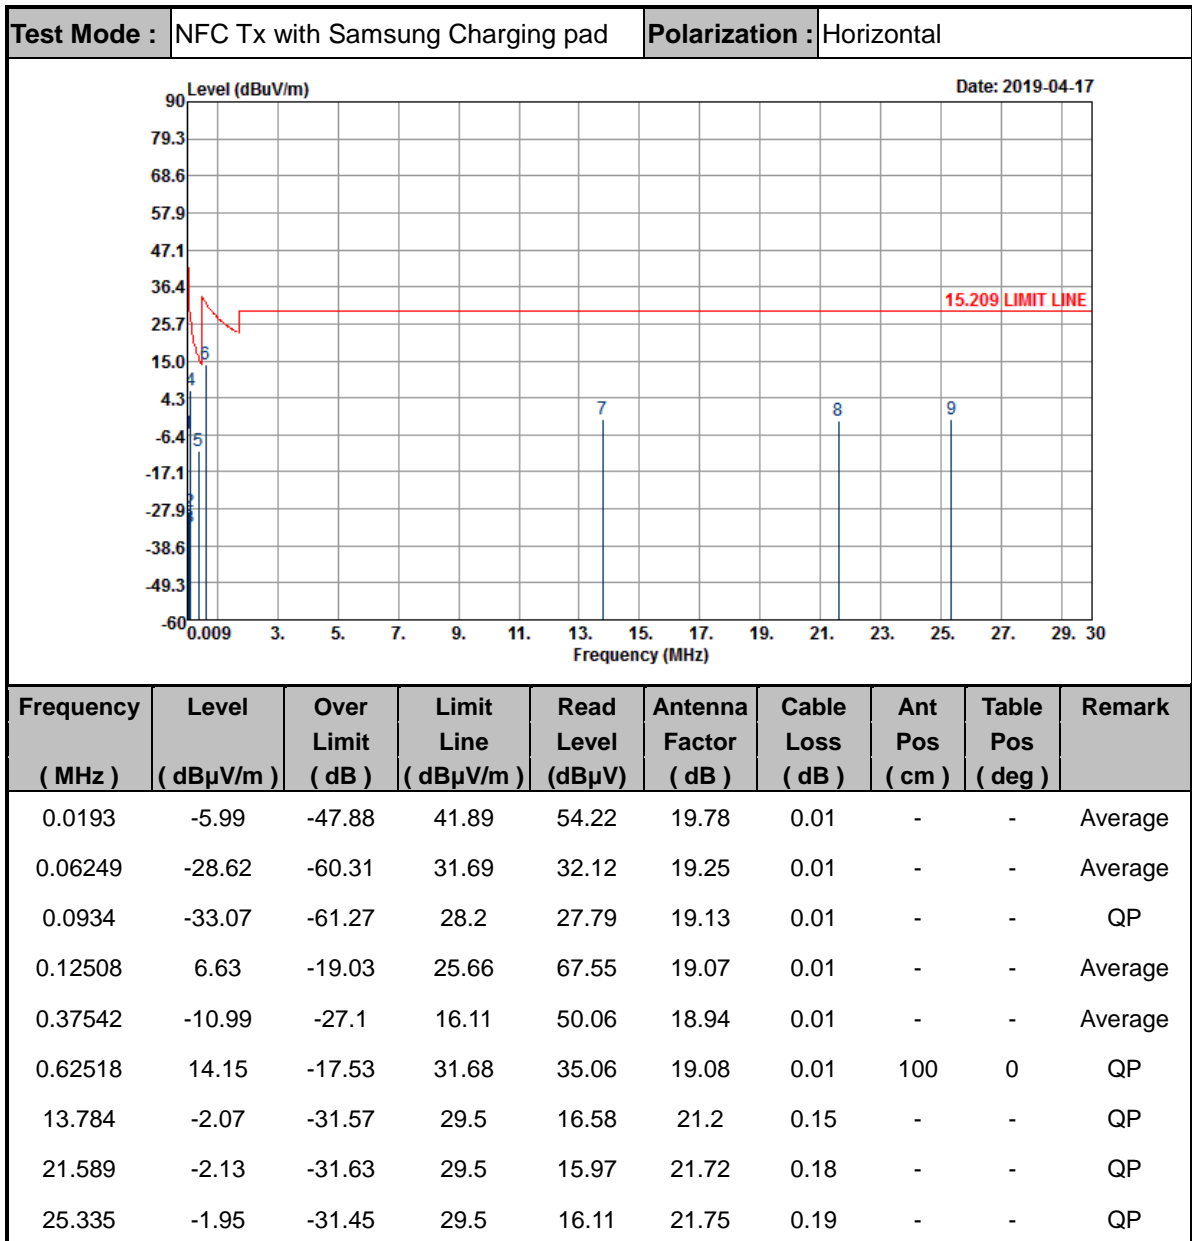 Test Mode : NFC Tx with Samsung Charging pad Polarization : Horizontal
Level (dBuV/m) Date: 2019-04-17
90
79.3
68.6
57.9
47.1
36.4
15.209 LIMIT LINE
25.7
15.0 6
4
4.3
7 8 9
-6.4 5
-17.1
2
-27.9
-38.6
-49.3
-60
0.009 3. 5. 7. 9. 11. 13. 15. 17. 19. 21. 23. 25. 27. 29. 30
Frequency (MHz)
Frequency Level Over Limit Read Antenna Cable Ant Table Remark
Limit Line Level Factor Loss Pos Pos
( MHz ) ( dBµV/m ) ( dB ) ( dBµV/m ) (dBµV) ( dB ) ( dB ) ( cm ) ( deg )
0.0193 -5.99 -47.88 41.89 54.22 19.78 0.01 - - Average
0.06249 -28.62 -60.31 31.69 32.12 19.25 0.01 - - Average
0.0934 -33.07 -61.27 28.2 27.79 19.13 0.01 - - QP
0.12508 6.63 -19.03 25.66 67.55 19.07 0.01 - - Average
0.37542 -10.99 -27.1 16.11 50.06 18.94 0.01 - - Average
0.62518 14.15 -17.53 31.68 35.06 19.08 0.01 100 0 QP
13.784 -2.07 -31.57 29.5 16.58 21.2 0.15 - - QP
21.589 -2.13 -31.63 29.5 15.97 21.72 0.18 - - QP
25.335 -1.95 -31.45 29.5 16.11 21.75 0.19 - - QP